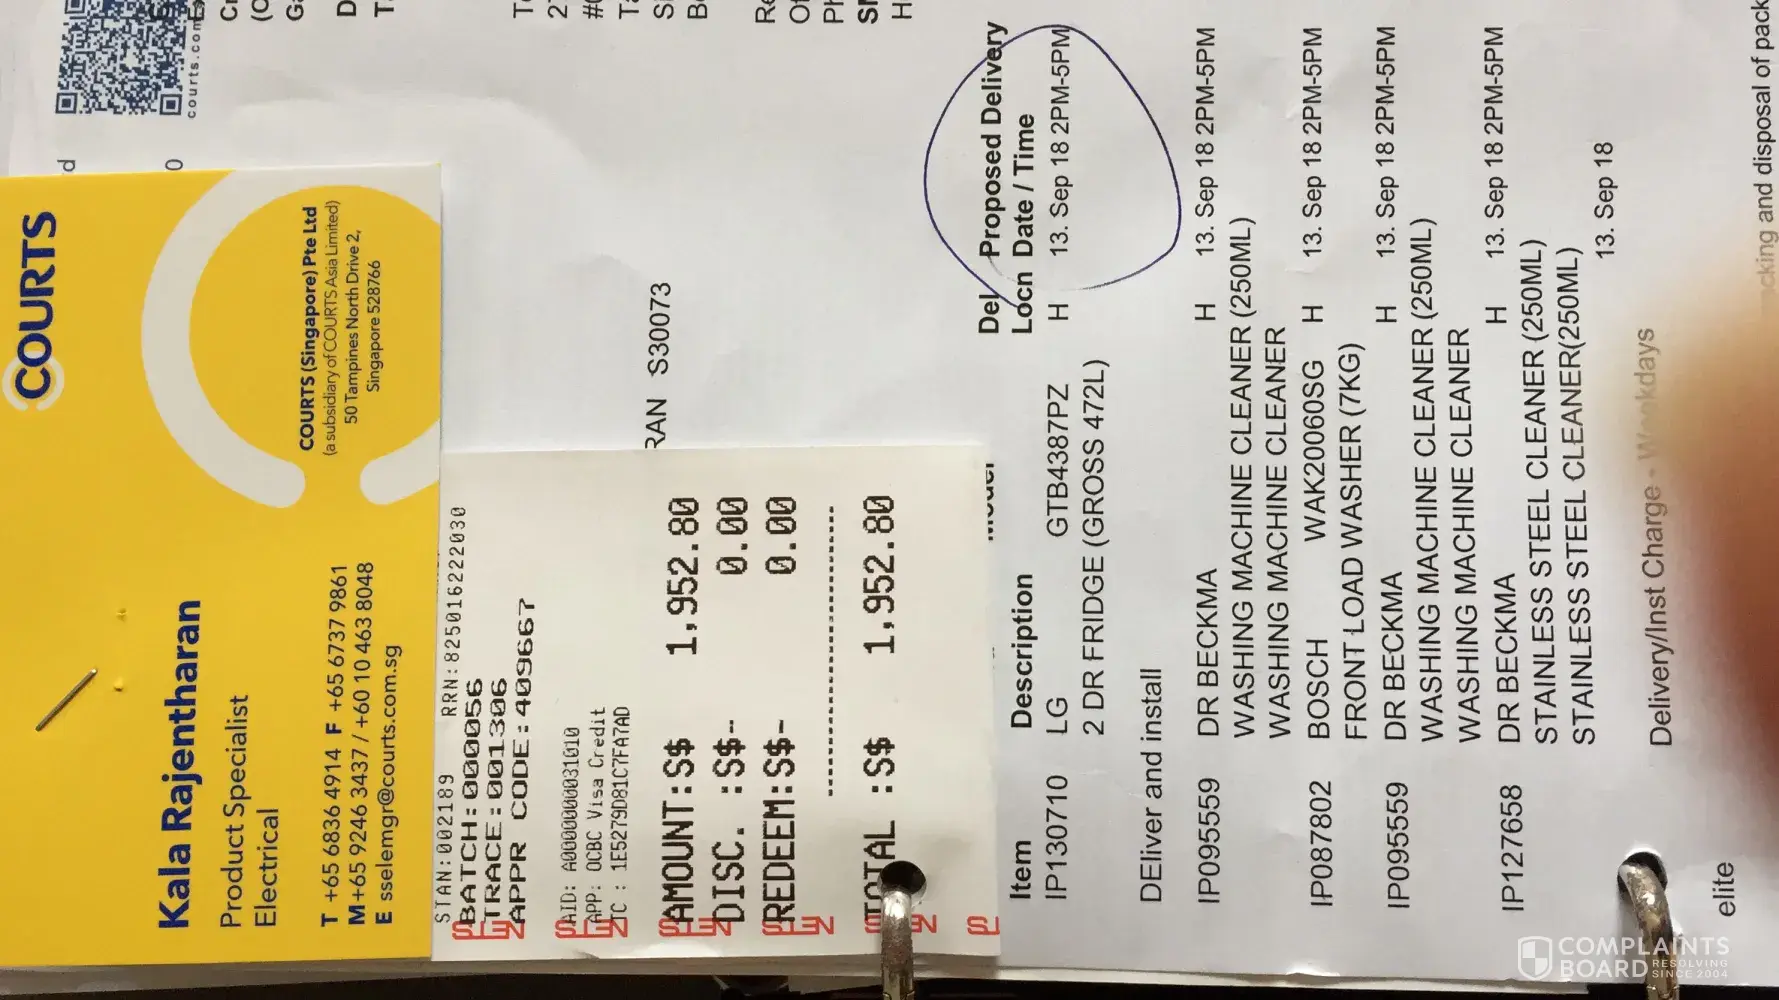 COURTS
COURTS (Singapore) Pte Ltd
(a subsidiary of COURTS Asia Limited)
50 Tampines North Drive 2,
Singapore 528766
Kala Rajentharan
Product Specialist
Electrical
T +65 6836 4914 F +65 6737 9861
M+65 9246 3437 / +60 10 463 8048
E sselemgr@courts.com.sg
STAN:002189 RRN:825016222030
BATCH:000056
TRACE:001306
APPR CODE:409667
AID: A0000000031010
APP: OCBC Visa Credit
TC : 1E5279D81C7FA7AD
AMOUNT:S$ 1,952.80
DISC. :S$- 0.00
REDEEM:S$- 0.00
TOTAL :S$ 1,952.80
RAN S30073
Del Proposed Delivery
Item Description Locn Date / Time
IP130710 LG GTB4387PZ H 13. Sep 18 2PM-5PM
2 DR FRIDGE (GROSS 472L)
DEliver and install
IP095559 DR BECKMA H 13. Sep 18 2PM-5PM
WASHING MACHINE CLEANER (250ML)
WASHING MACHINE CLEANER
IP087802 BOSCH WAK20060SG H 13. Sep 18 2PM-5PM
FRONT LOAD WASHER (7KG)
IP095559 DR BECKMA H 13. Sep 18 2PM-5PM
WASHING MACHINE CLEANER (250ML)
WASHING MACHINE CLEANER
IP127658 DR BECKMA H 13. Sep 18 2PM-5PM
STAINLESS STEEL CLEANER (250ML)
STAINLESS STEEL CLEANER(250ML)
13. Sep 18
Delivery/Inst Charge - Weekdays
elite
and disposal of pack
COMPLAINTS
BOARD RESOLVING
SINCE 2004